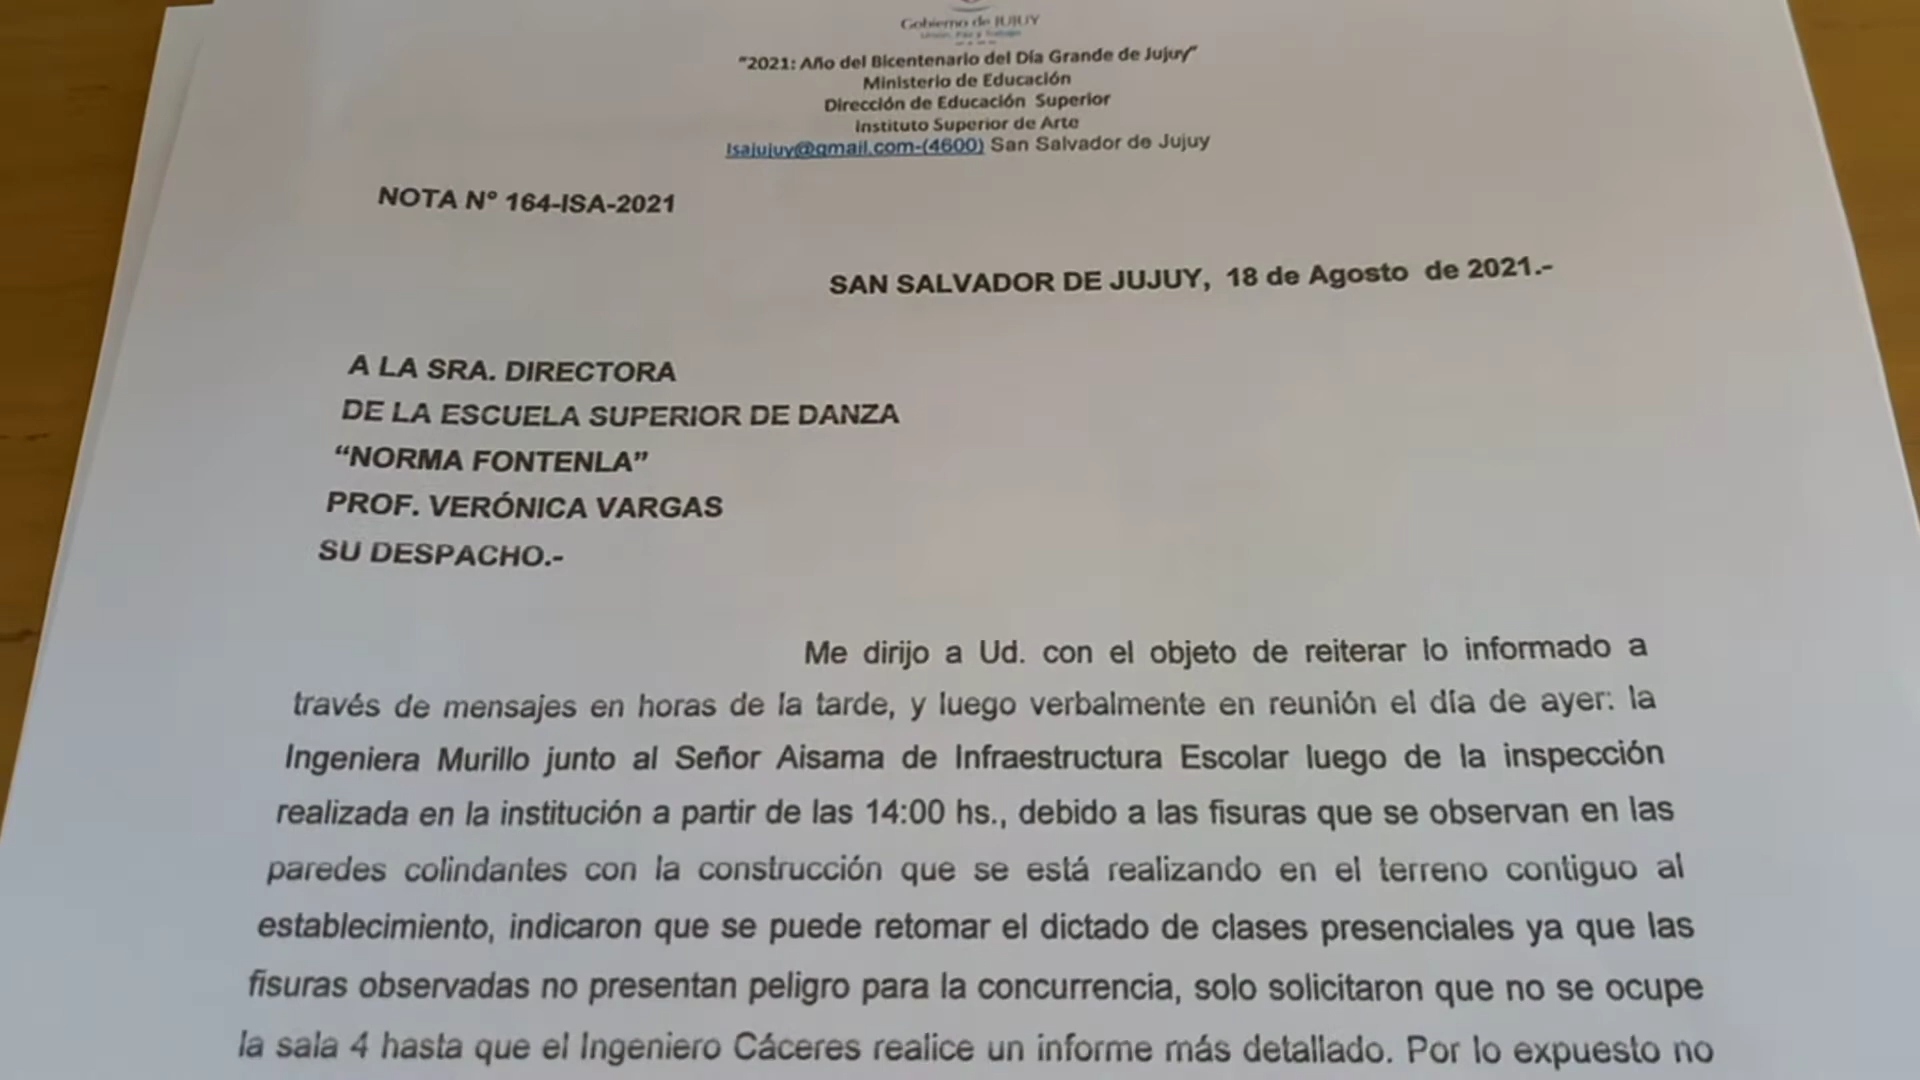 Gobierno de JUJUY
Unión, Paz y Trabajo
"2021: Año del Bicentenario del Día Grande de Jujuy"
Ministerio de Educación
Dirección de Educación Superior
Instituto Superior de Arte
Isajujuy@gmail.com-(4600) San Salvador de Jujuy
NOTA N° 164-ISA-2021
SAN SALVADOR DE JUJUY, 18 de Agosto de 2021.-
A LA SRA. DIRECTORA
DE LA ESCUELA SUPERIOR DE DANZA
“NORMA FONTENLA”
PROF. VERÓNICA VARGAS
SU DESPACHO.-
Me dirijo a Ud. con el objeto de reiterar lo informado a
través de mensajes en horas de la tarde, y luego verbalmente en reunión el día de ayer: la
Ingeniera Murillo junto al Señor Aisama de Infraestructura Escolar luego de la inspección
realizada en la institución a partir de las 14:00 hs., debido a las fisuras que se observan en las
paredes colindantes con la construcción que se está realizando en el terreno contiguo al
establecimiento, indicaron que se puede retomar el dictado de clases presenciales ya que las
fisuras observadas no presentan peligro para la concurrencia, solo solicitaron que no se ocupe
la sala 4 hasta que el Ingeniero Cáceres realice un informe más detallado. Por lo expuesto no